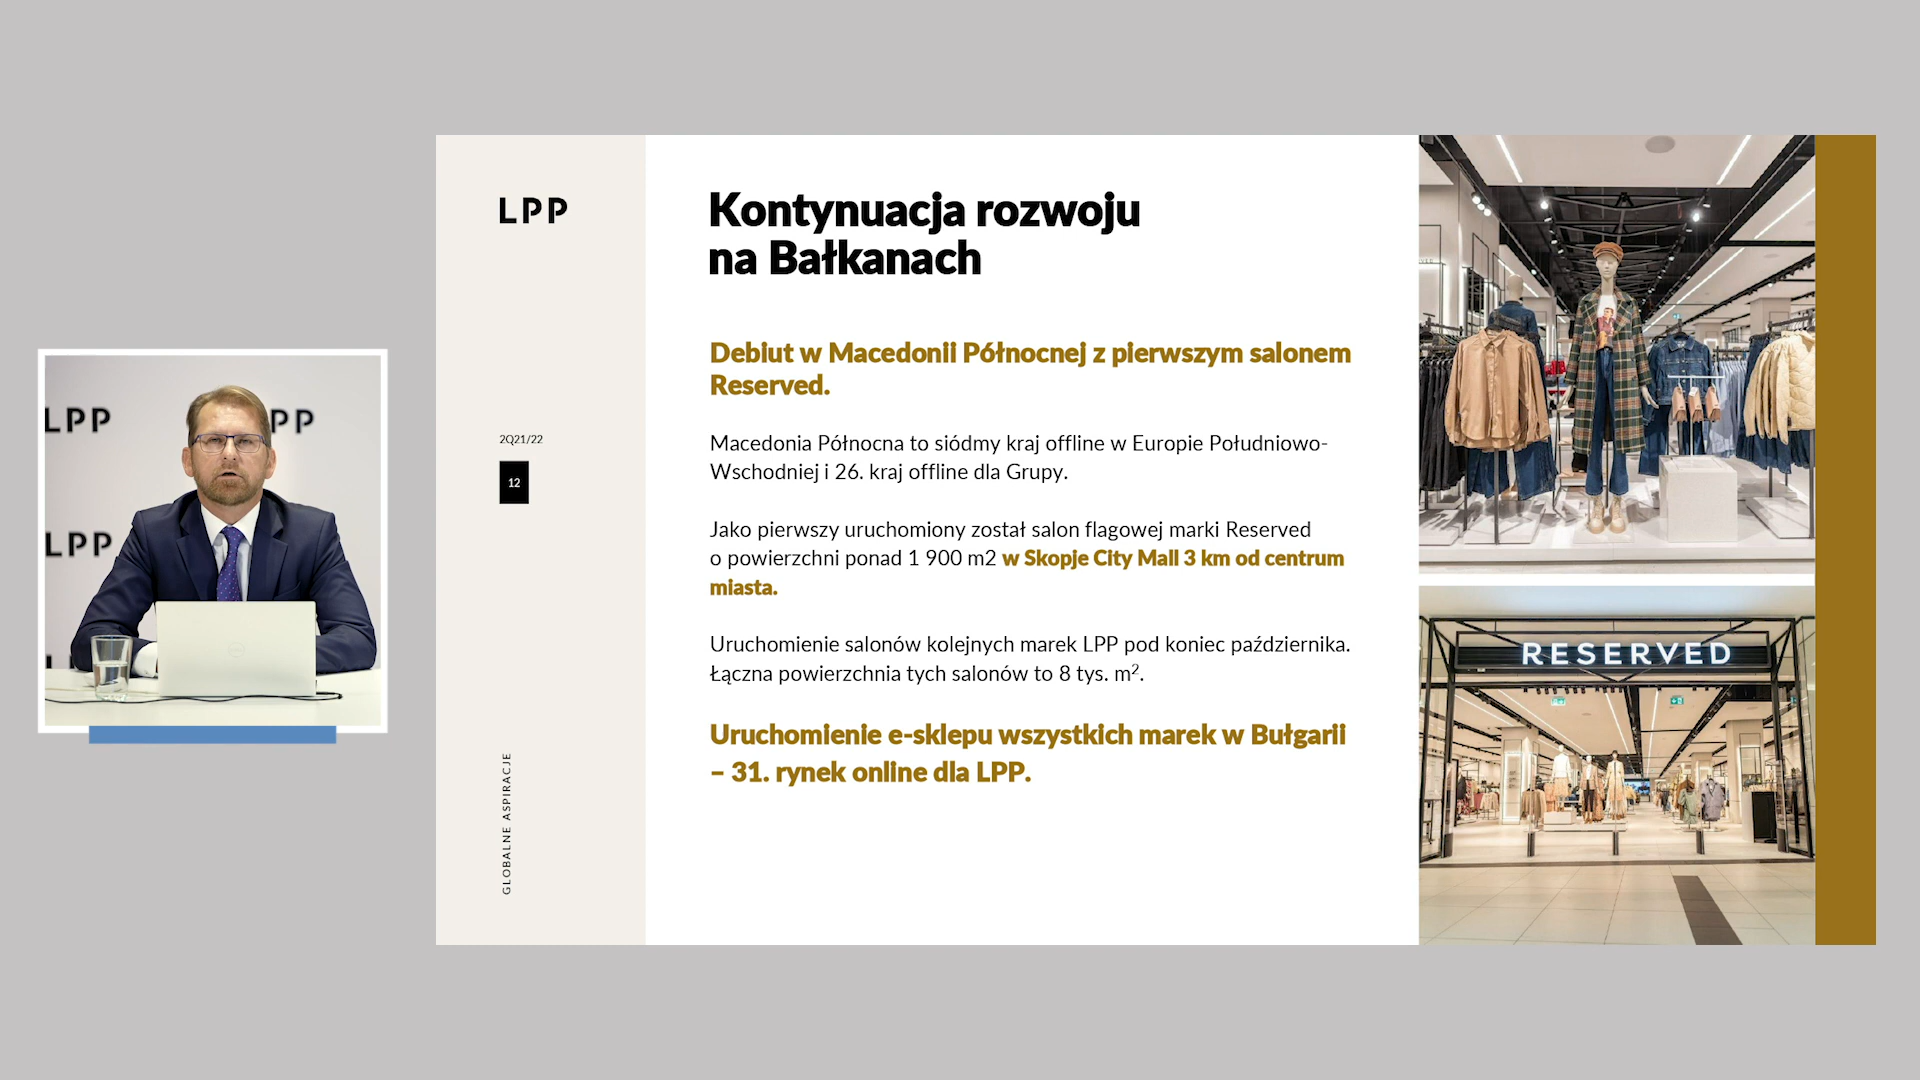 LPP
2Q21/22
12
GLOBALNE ASPIRACJE
Kontynuacja rozwoju
na Bałkanach
Debiut w Macedonii Północnej z pierwszym salonem
Reserved.
Macedonia Północna to siódmy kraj offline w Europie Południowo-
Wschodniej i 26. kraj offline dla Grupy.
Jako pierwszy uruchomiony został salon flagowej marki Reserved
o powierzchni ponad 1 900 m2 w Skopje City Mall 3 km od centrum
miasta.
Uruchomienie salonów kolejnych marek LPP pod koniec października.
Łączna powierzchnia tych salonów to 8 tys. m².
Uruchomienie e-sklepu wszystkich marek w Bułgarii
– 31. rynek online dla LPP.
RESERVED
LPP
PP
LPP